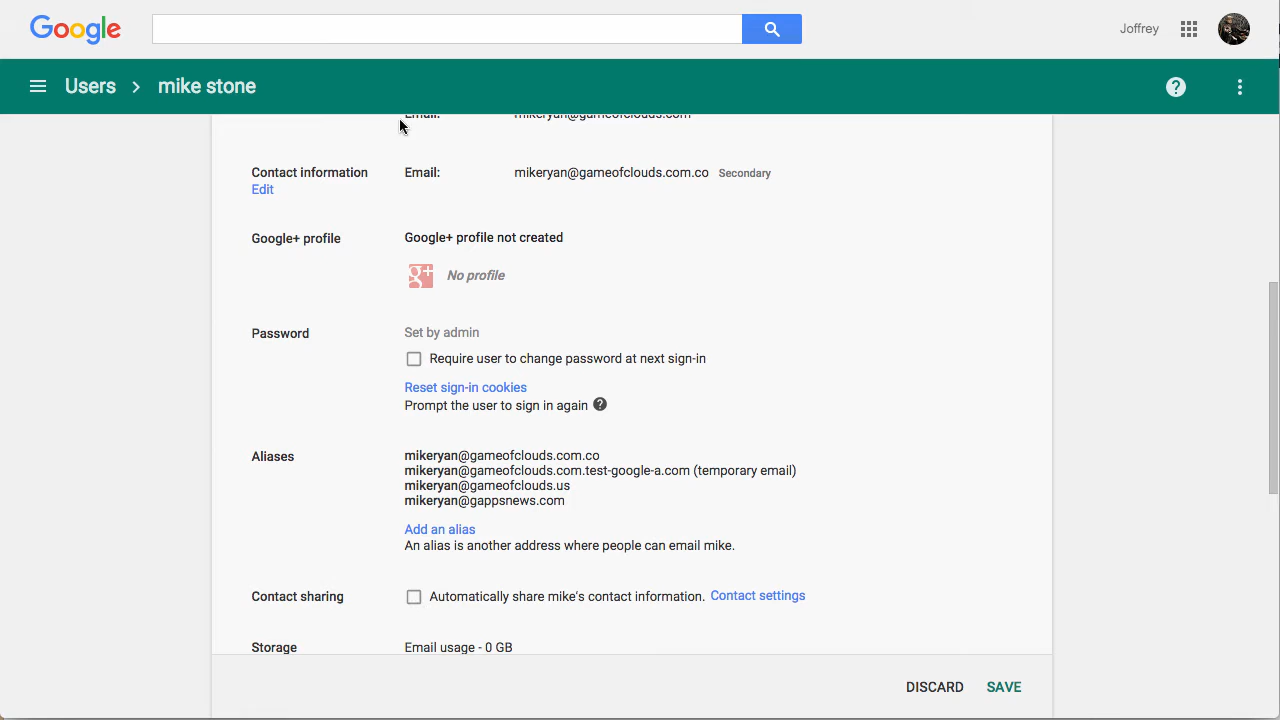 Google
Joffrey
Users > mike stone
Email: mikeryan@gameofclouds.com
Contact information
Edit
Email: mikeryan@gameofclouds.com.co Secondary
Google+ profile
Google+ profile not created
g+ No profile
Password
Set by admin
Require user to change password at next sign-in
Reset sign-in cookies
Prompt the user to sign in again ?
Aliases
mikeryan@gameofclouds.com.co
mikeryan@gameofclouds.com.test-google-a.com (temporary email)
mikeryan@gameofclouds.us
mikeryan@gappsnews.com
Add an alias
An alias is another address where people can email mike.
Contact sharing
Automatically share mike's contact information. Contact settings
Storage
Email usage - 0 GB
DISCARD SAVE